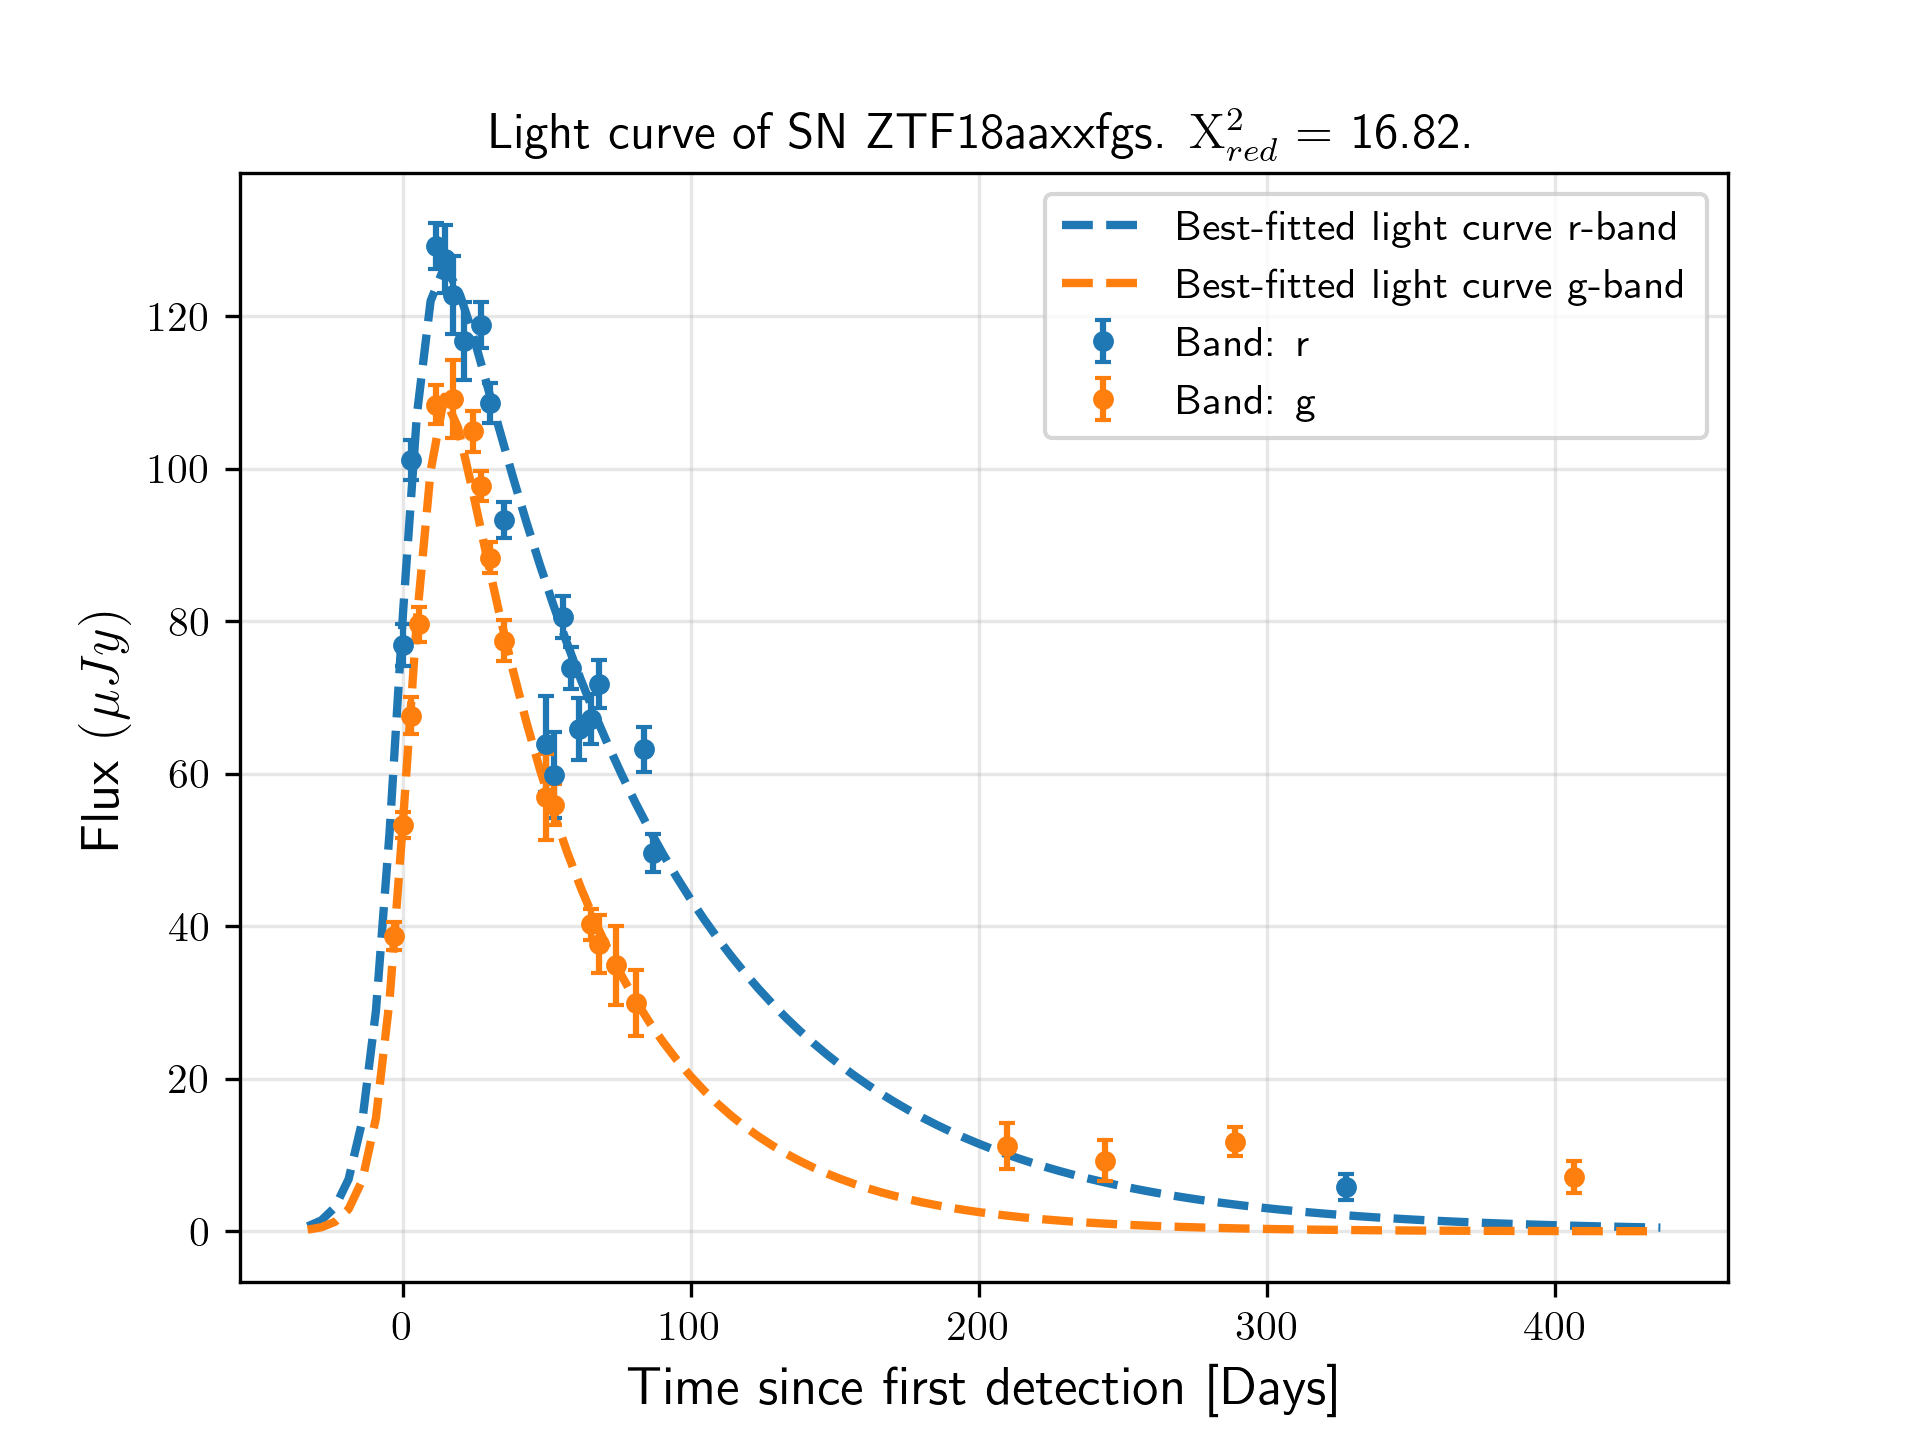 Light curve of SN ZTF18aaxxfgs. X²_red = 16.82.
Best-fitted light curve r-band
Best-fitted light curve g-band
Band: r
Band: g
Flux (μJy)
120
100
80
60
40
20
0
0 100 200 300 400
Time since first detection [Days]